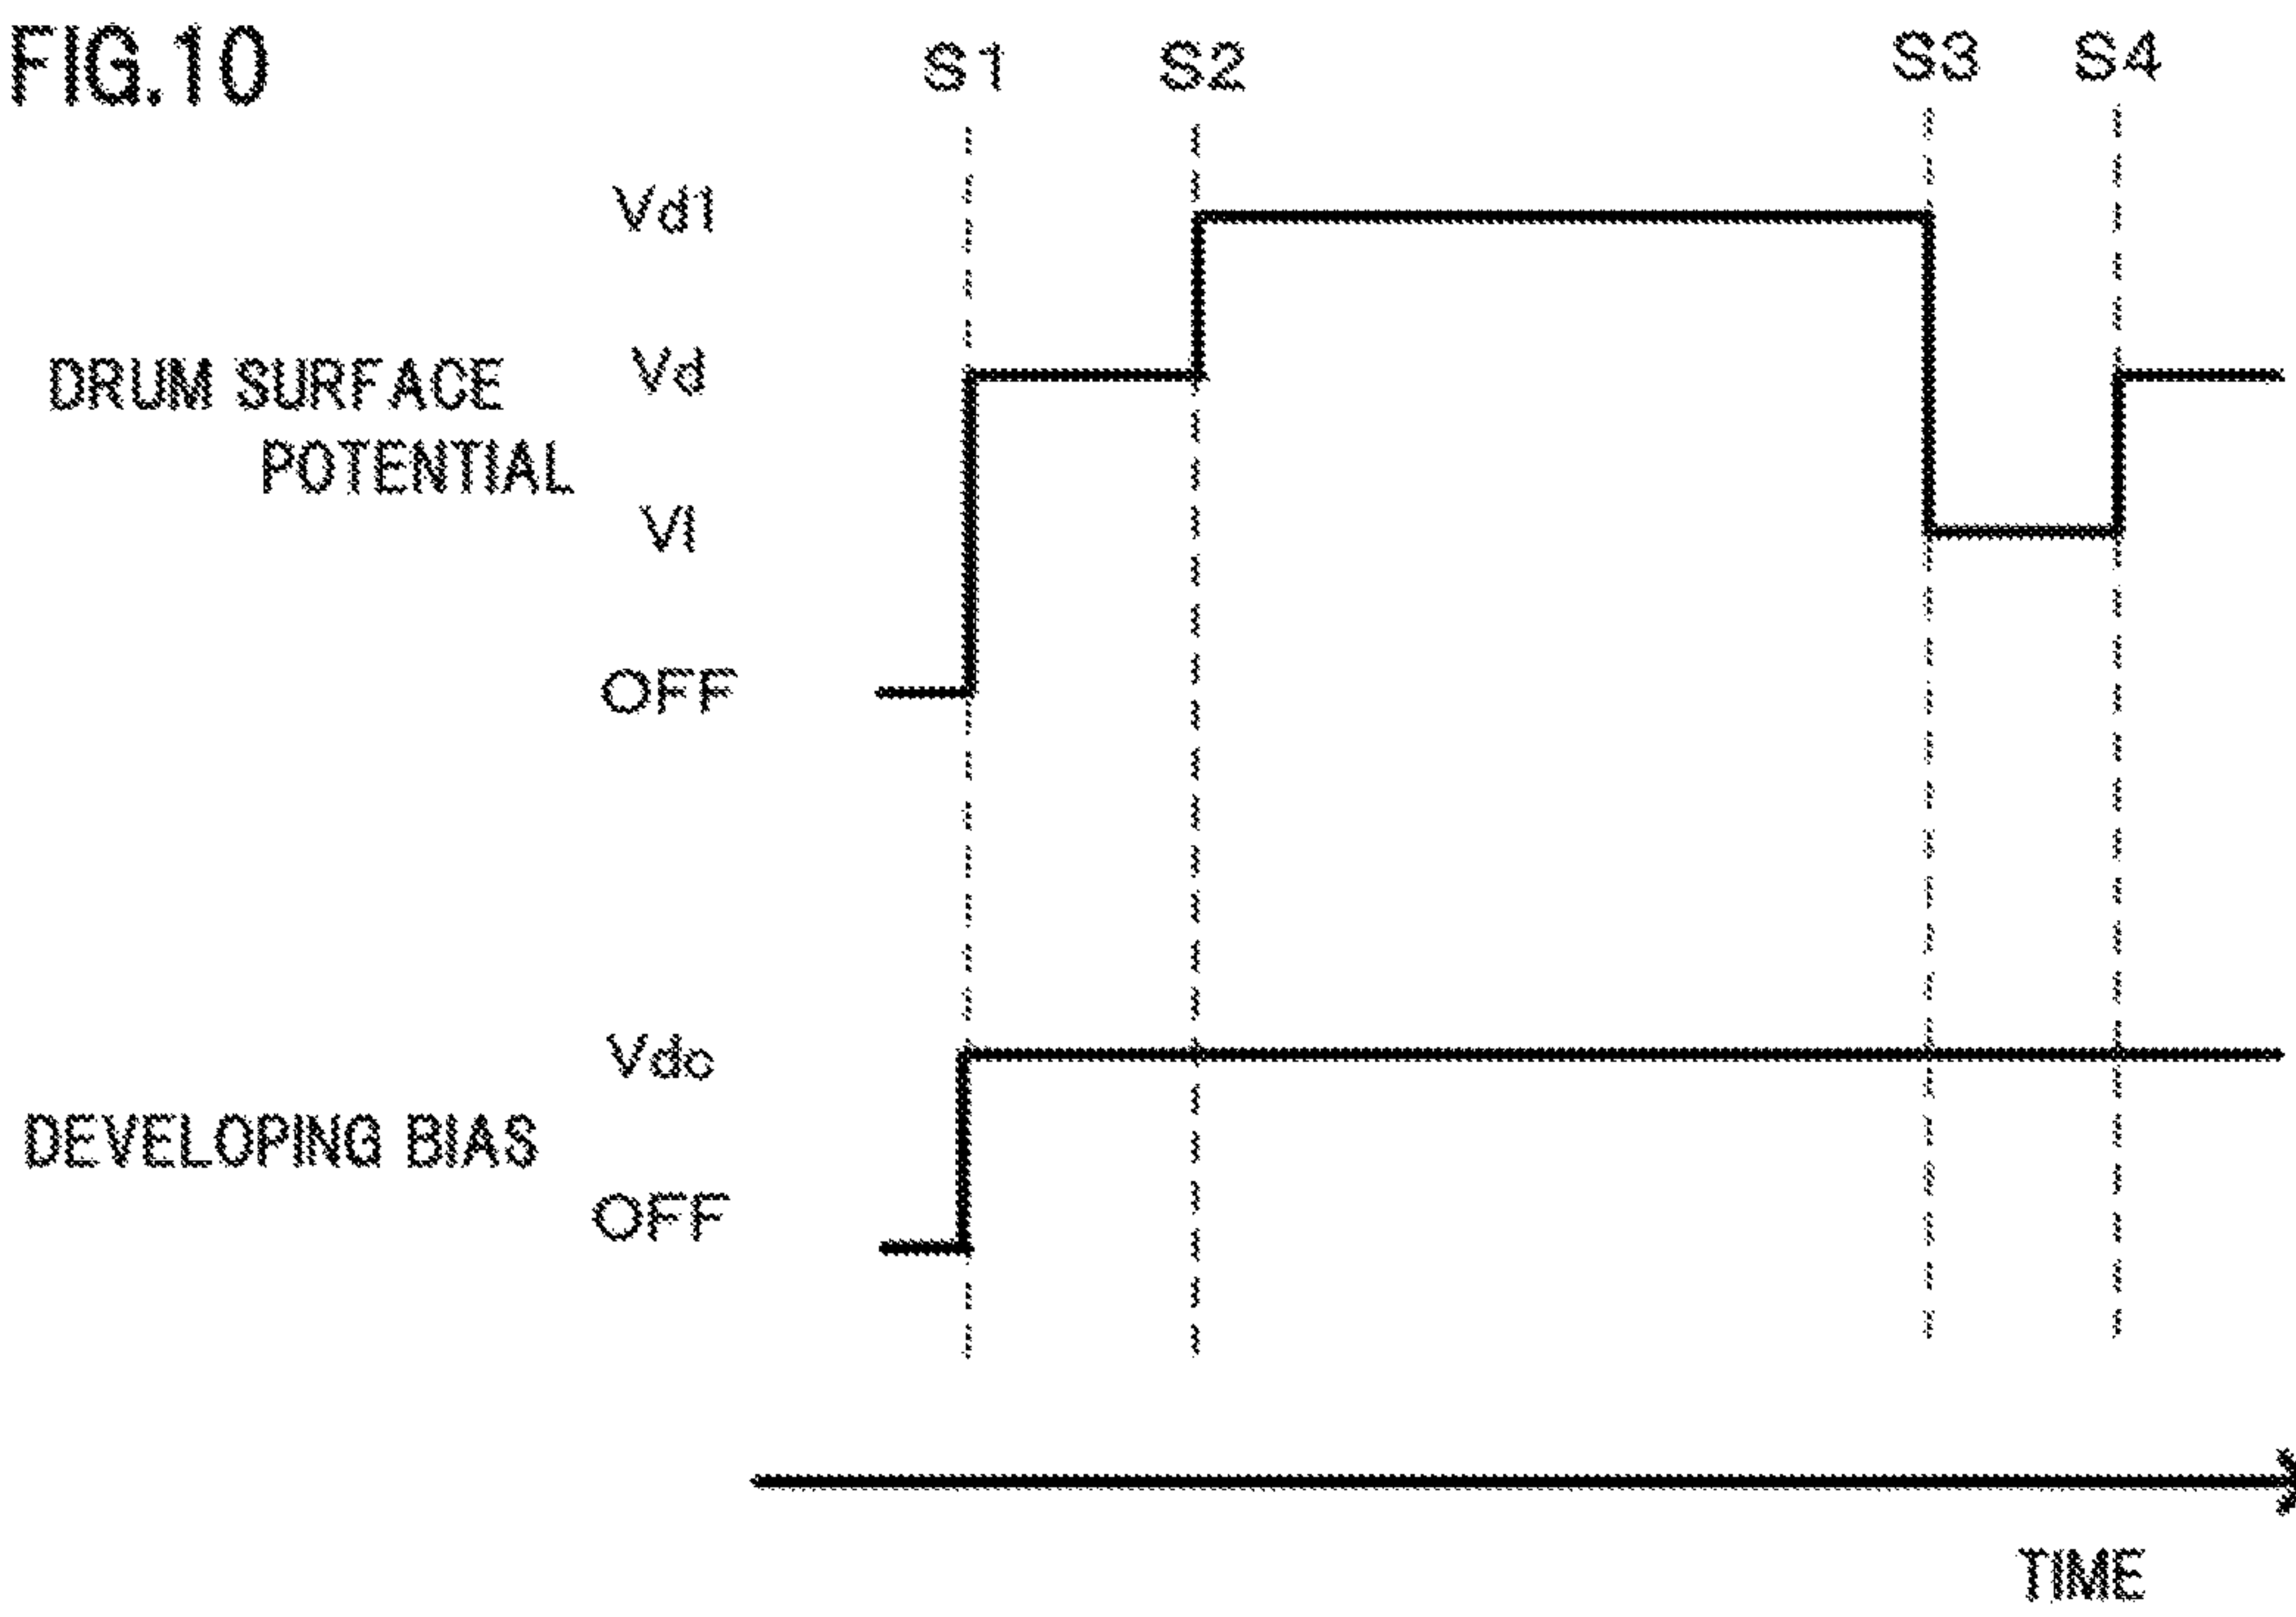 FIG.10
S1 S2 S3 S4
Vd1
DRUM SURFACE Vd
POTENTIAL
Vl
OFF
Vdc
DEVELOPING BIAS
OFF
TIME